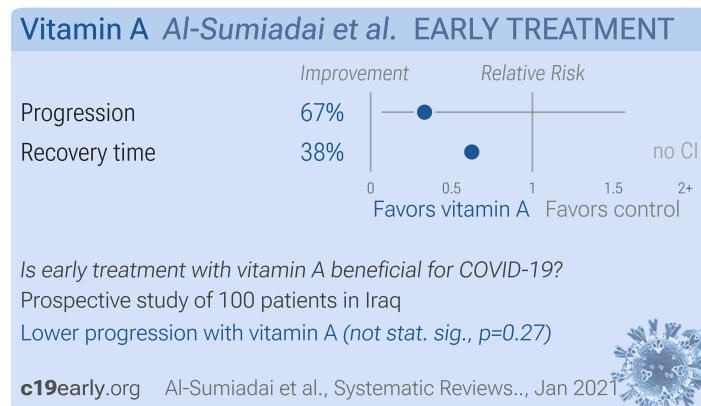 Vitamin A Al-Sumiadai et al. EARLY TREATMENT
Improvement Relative Risk
Progression 67%
Recovery time 38% no CI
0 0.5 1 1.5 2+
Favors vitamin A Favors control
Is early treatment with vitamin A beneficial for COVID-19?
Prospective study of 100 patients in Iraq
Lower progression with vitamin A (not stat. sig., p=0.27)
c19early.org Al-Sumiadai et al., Systematic Reviews.., Jan 2021